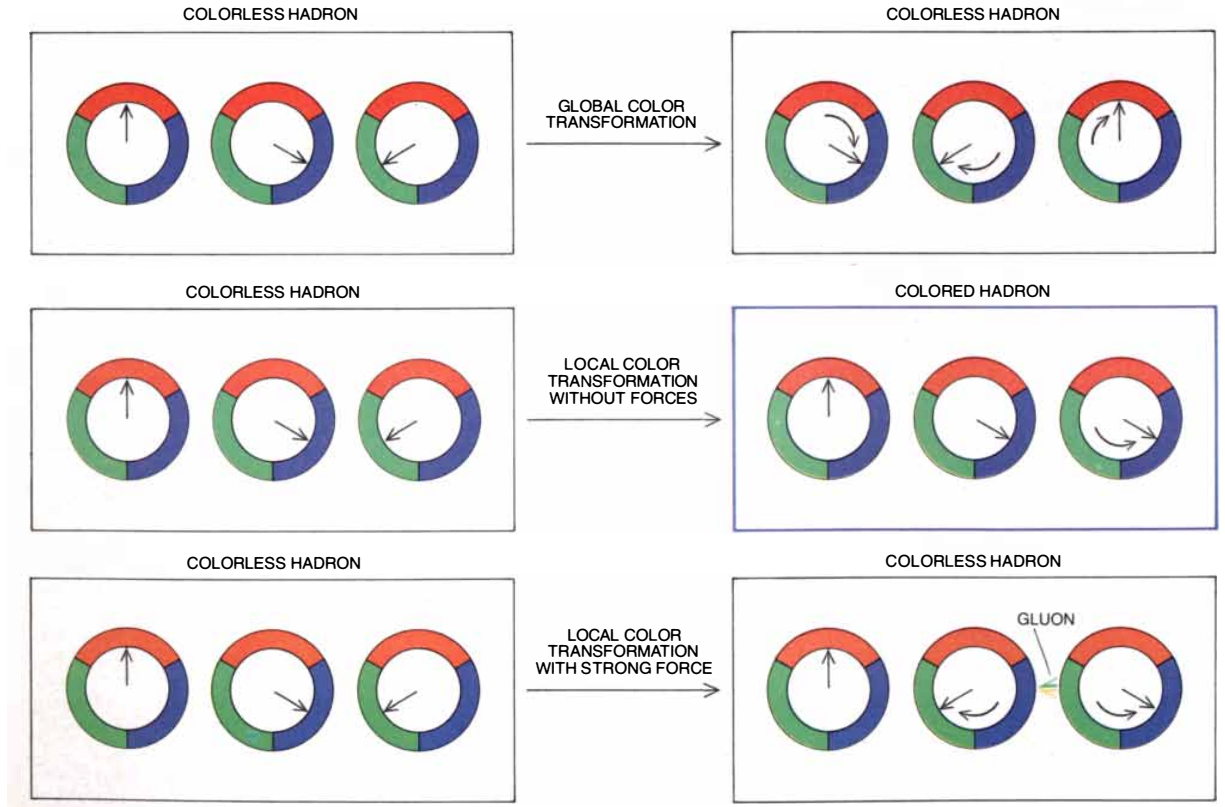 COLORLESS HADRON
COLORLESS HADRON
GLOBAL COLOR
TRANSFORMATION
COLORLESS HADRON
COLORED HADRON
LOCAL COLOR
TRANSFORMATION
WITHOUT FORCES
COLORLESS HADRON
COLORLESS HADRON
LOCAL COLOR
TRANSFORMATION
WITH STRONG FORCE
GLUON